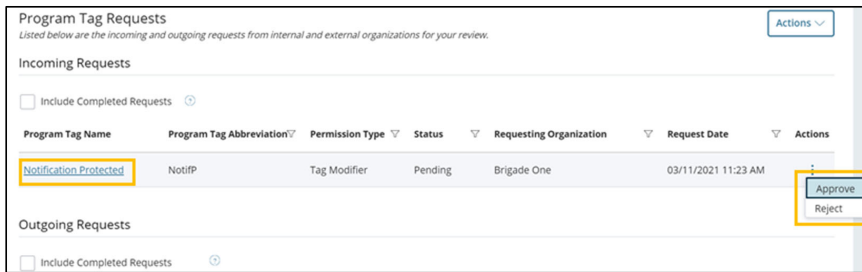 Program Tag Requests
Actions
Listed below are the incoming and outgoing requests from internal and external organizations for your review.
Incoming Requests
Include Completed Requests
Program Tag Name Program Tag Abbreviation Permission Type Status Requesting Organization Request Date Actions
Notification Protected NotifP Tag Modifier Pending Brigade One 03/11/2021 11:23 AM
Approve
Reject
Outgoing Requests
Include Completed Requests